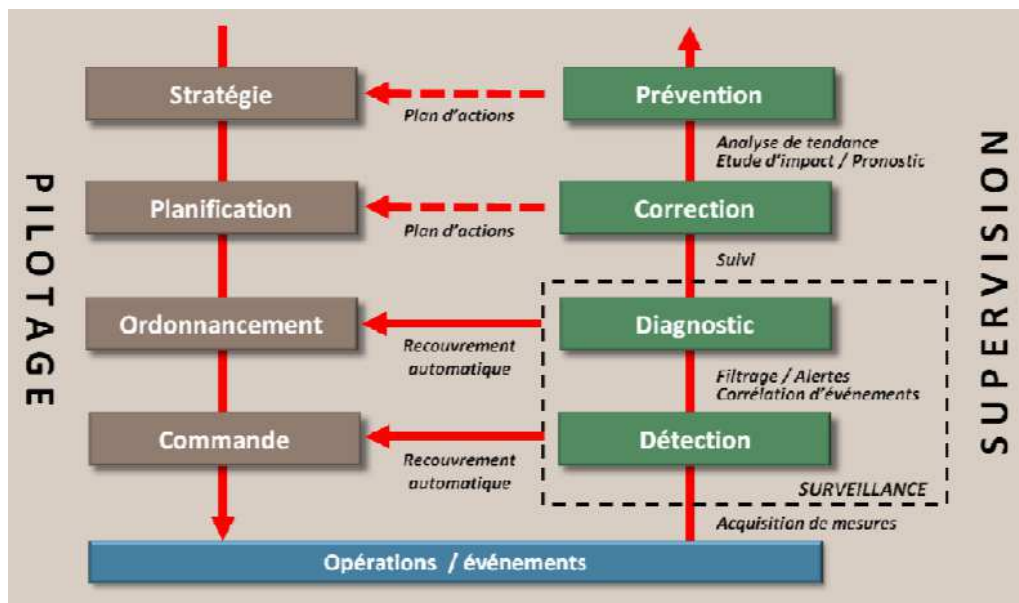 PILOTAGE
Stratégie
Plan d'actions
Prévention
Analyse de tendance
Etude d'impact / Pronostic
Planification
Plan d'actions
Correction
Suivi
Ordonnancement
Recouvrement
automatique
Diagnostic
Filtrage / Alertes
Corrélation d'événements
Commande
Recouvrement
automatique
Détection
SURVEILLANCE
Acquisition de mesures
Opérations / événements
SUPERVISION